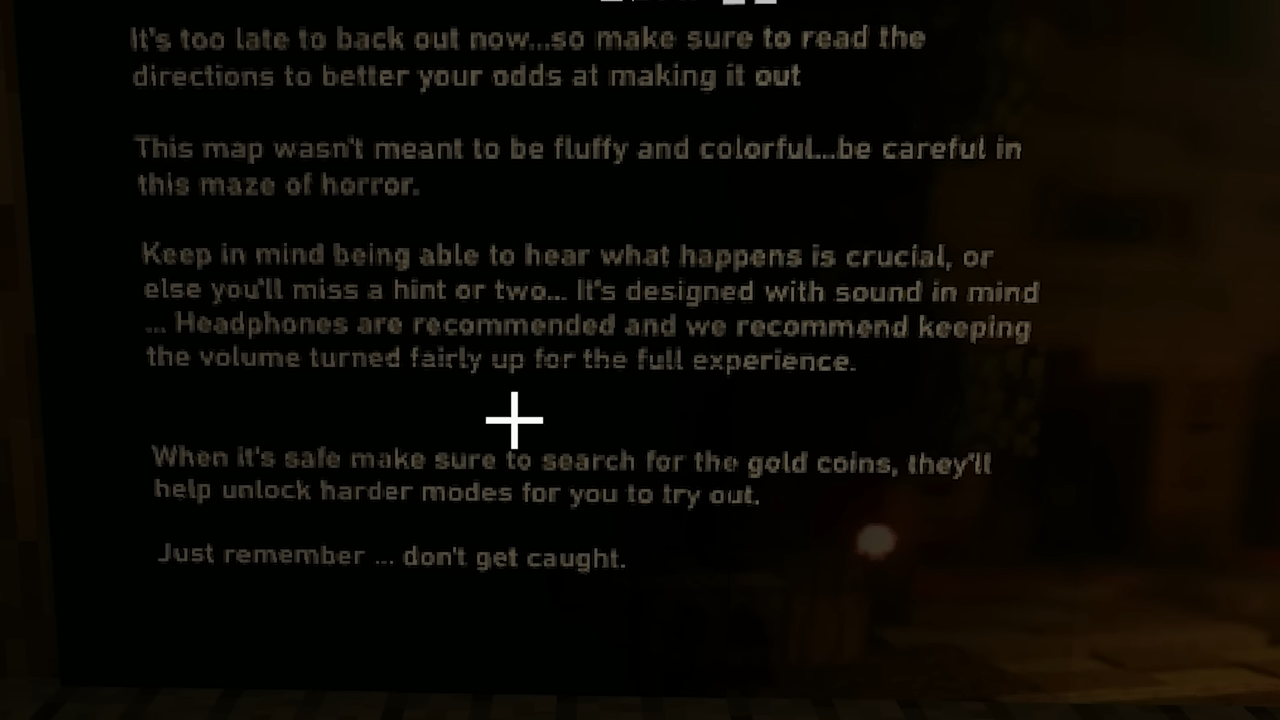 It's too late to back out now...so make sure to read the
directions to better your odds at making it out
This map wasn't meant to be fluffy and colorful...be careful in
this maze of horror.
Keep in mind being able to hear what happens is crucial, or
else you'll miss a hint or two... It's designed with sound in mind
... Headphones are recommended and we recommend keeping
the volume turned fairly up for the full experience.
When it's safe make sure to search for the gold coins, they'll
help unlock harder modes for you to try out.
Just remember ... don't get caught.